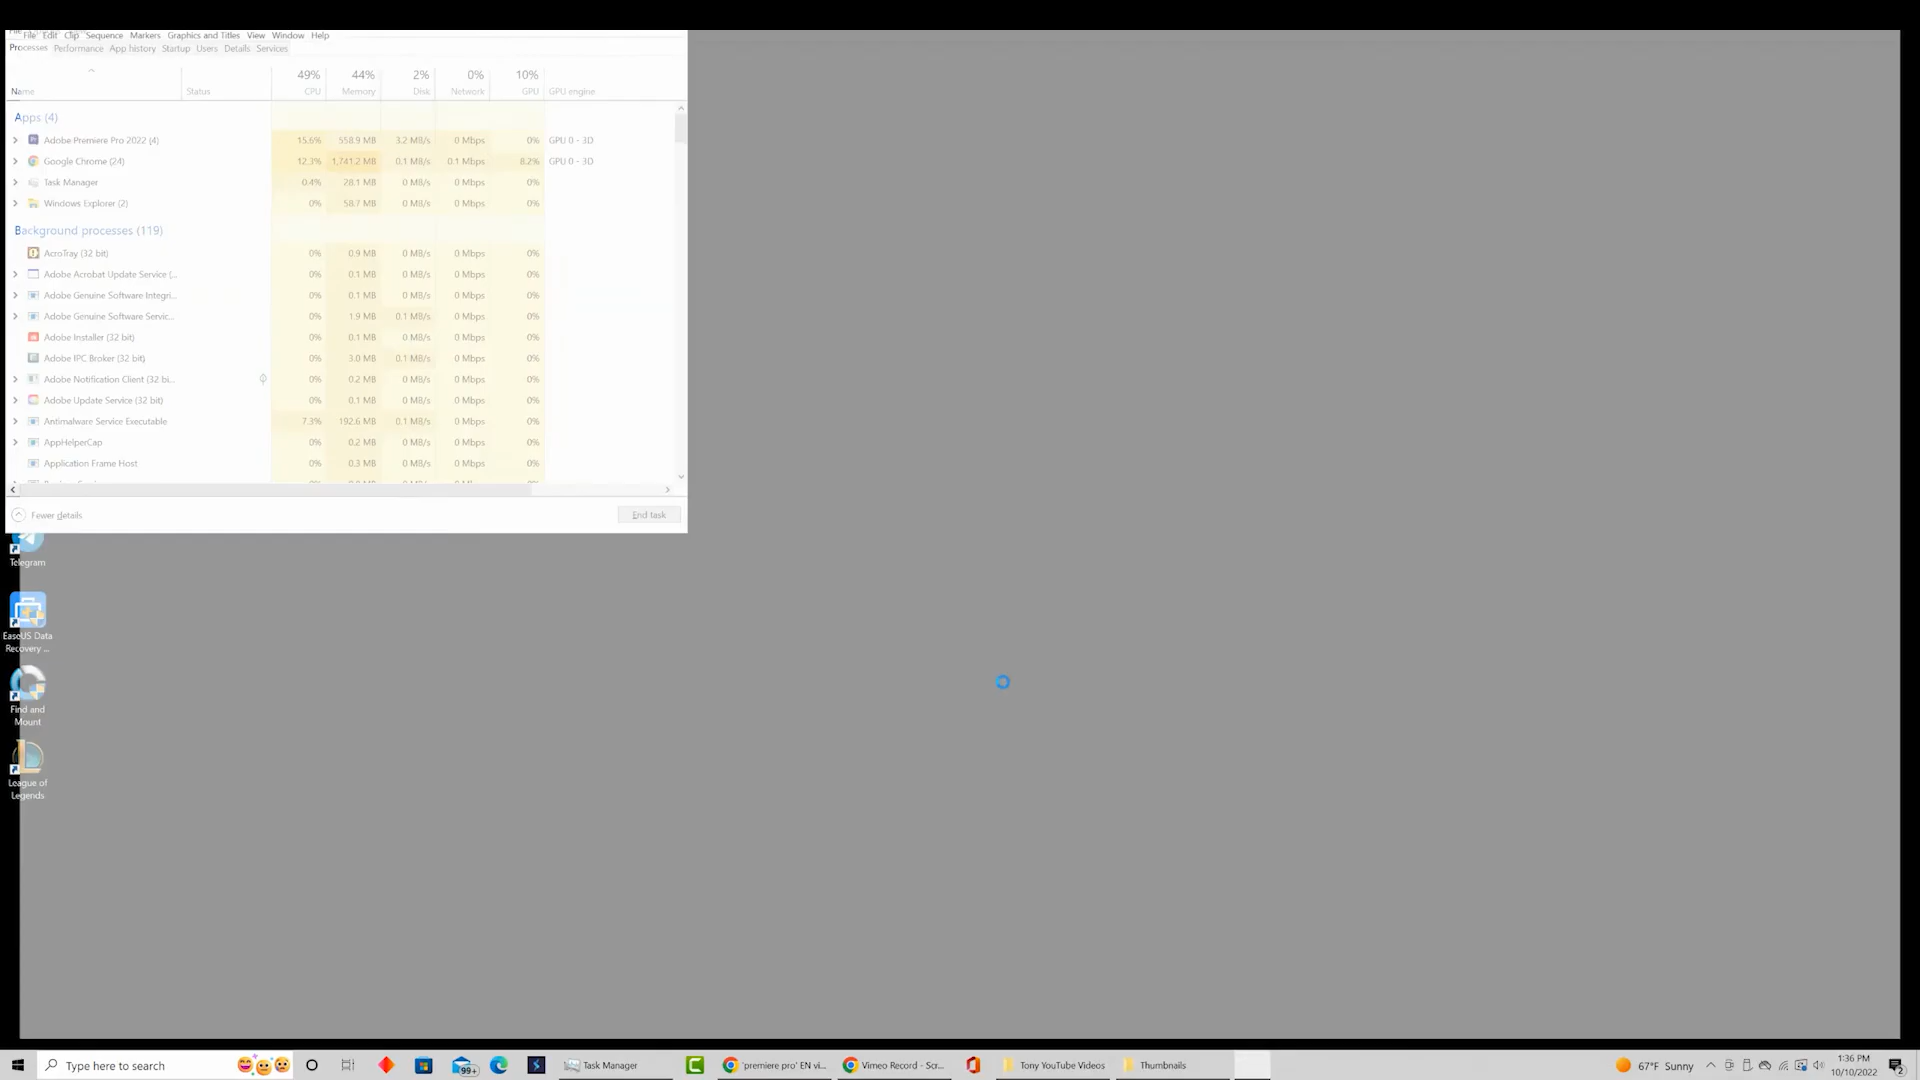 File Edit Clip Sequence Markers Graphics and Titles View Window Help
Processes Performance App history Startup Users Details Services
49% 44% 2% 0% 10%
Name Status CPU Memory Disk Network GPU GPU engine
Apps (4)
Adobe Premiere Pro 2022 (4) 15.6% 558.9 MB 3.2 MB/s 0 Mbps 0% GPU 0 - 3D
Google Chrome (24) 12.3% 1,741.2 MB 0.1 MB/s 0.1 Mbps 8.2% GPU 0 - 3D
Task Manager 0.4% 28.1 MB 0 MB/s 0 Mbps 0%
Windows Explorer (2) 0% 58.7 MB 0 MB/s 0 Mbps 0%
Background processes (119)
AcroTray (32 bit) 0% 0.9 MB 0 MB/s 0 Mbps 0%
Adobe Acrobat Update Service (... 0% 0.1 MB 0 MB/s 0 Mbps 0%
Adobe Genuine Software Integri... 0% 0.1 MB 0 MB/s 0 Mbps 0%
Adobe Genuine Software Servic... 0% 1.9 MB 0.1 MB/s 0 Mbps 0%
Adobe Installer (32 bit) 0% 0.1 MB 0 MB/s 0 Mbps 0%
Adobe IPC Broker (32 bit) 0% 3.0 MB 0.1 MB/s 0 Mbps 0%
Adobe Notification Client (32 bi... 0% 0.2 MB 0 MB/s 0 Mbps 0%
Adobe Update Service (32 bit) 0% 0.1 MB 0 MB/s 0 Mbps 0%
Antimalware Service Executable 7.3% 192.6 MB 0.1 MB/s 0 Mbps 0%
AppHelperCap 0% 0.2 MB 0 MB/s 0 Mbps 0%
Application Frame Host 0% 0.3 MB 0 MB/s 0 Mbps 0%
Fewer details End task
Telegram
EaseUS Data
Recovery ...
Find and
Mount
League of
Legends
Type here to search 99+ Task Manager 'premiere pro' EN vi... Vimeo Record - Scr... Tony YouTube Videos Thumbnails 67°F Sunny 1:36 PM
10/10/2022 2